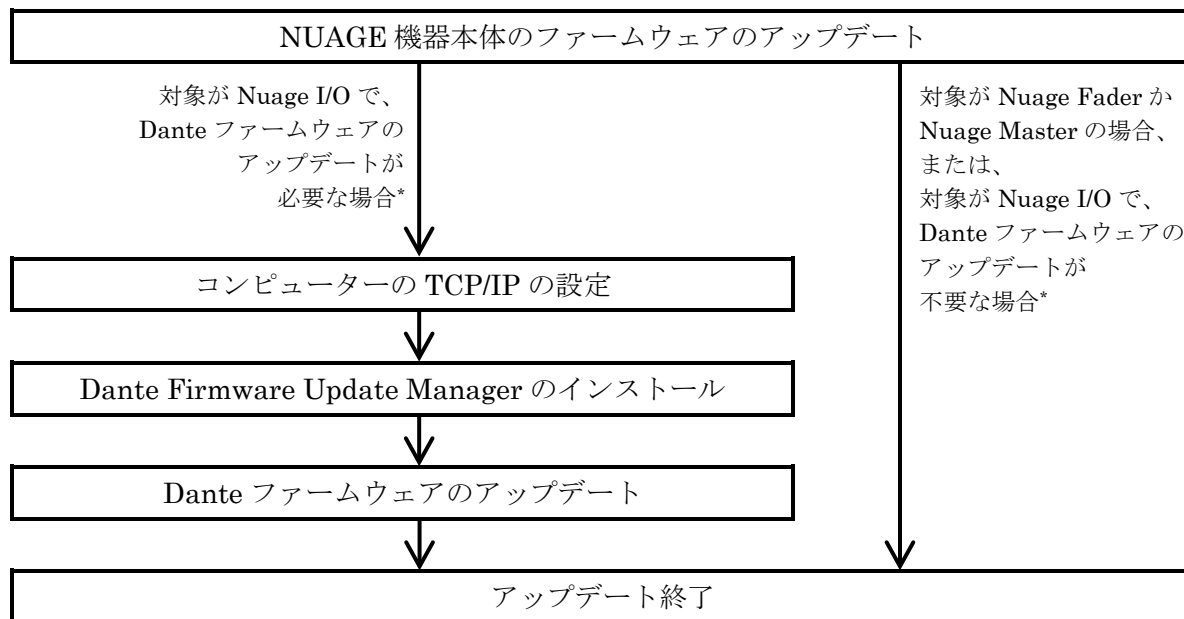 NUAGE 機器本体のファームウェアのアップデート
対象が Nuage I/O で、
Dante ファームウェアの
アップデートが
必要な場合*
対象が Nuage Fader か
Nuage Master の場合、
または、
対象が Nuage I/O で、
Dante ファームウェアの
アップデートが
不要な場合*
コンピューターの TCP/IP の設定
Dante Firmware Update Manager のインストール
Dante ファームウェアのアップデート
アップデート終了